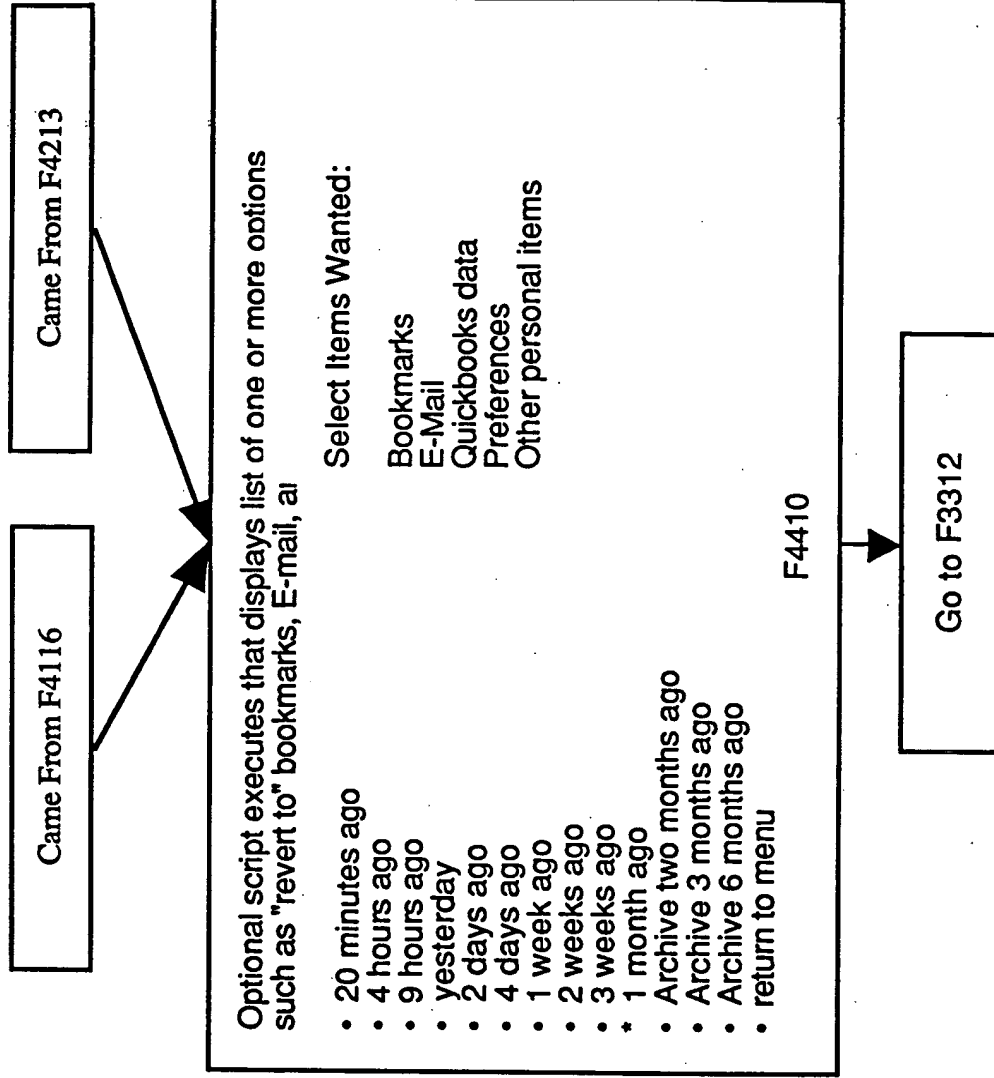 Came From F4116
Came From F4213
Optional script executes that displays list of one or more options
such as "revert to" bookmarks, E-mail,
• 20 minutes ago
• 4 hours ago
• 9 hours ago
• yesterday
• 2 days ago
• 4 days ago
• 1 week ago
• 2 weeks ago
• 3 weeks ago
* 1 month ago
• Archive two months ago
• Archive 3 months ago
• Archive 6 months ago
• return to menu
Select Items Wanted:
Bookmarks
E-Mail
Quickbooks data
Preferences
Other personal items
F4410
Go to F3312